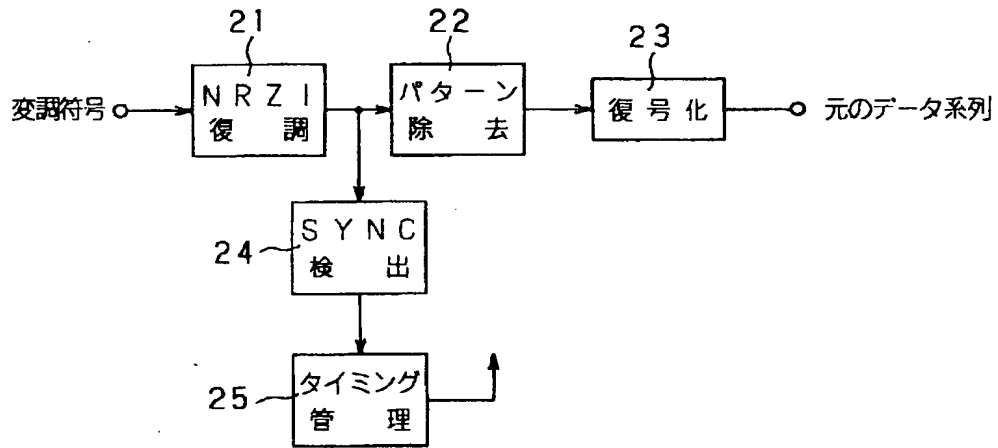 21
22
23
変調符号
NRZI
復調
パターン
除去
復号化
元のデータ系列
24
SYNC
検出
25
タイミング
管理